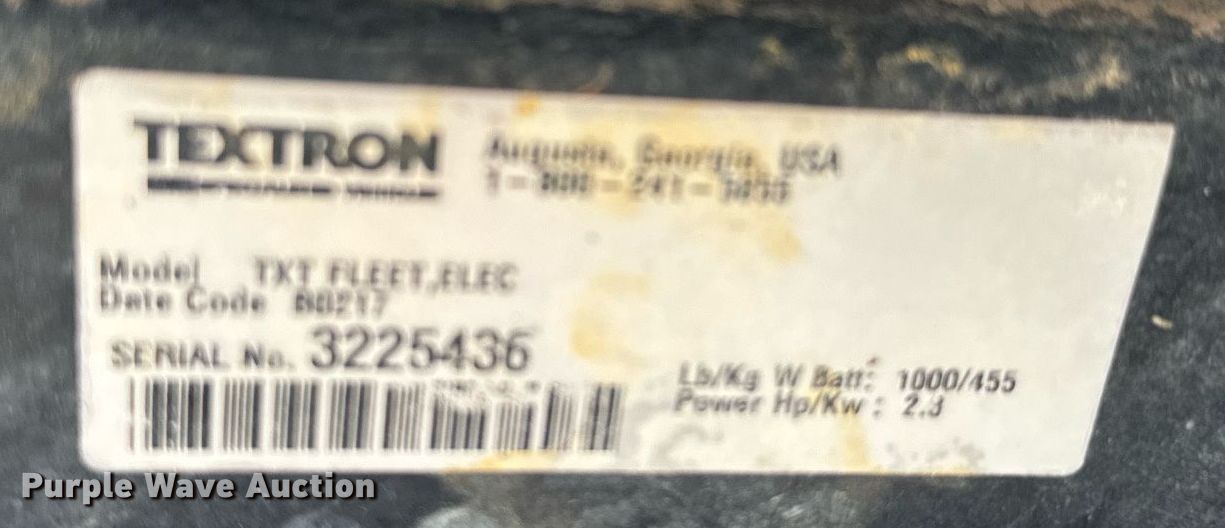 TEXTRON
Augusta, Georgia, USA
Model TXT FLEET,ELEC
Date Code
SERIAL No. 3225436
Lb/Kg W Batt: 1000/455
Power Hp/Kw : 2.3
Purple Wave Auction